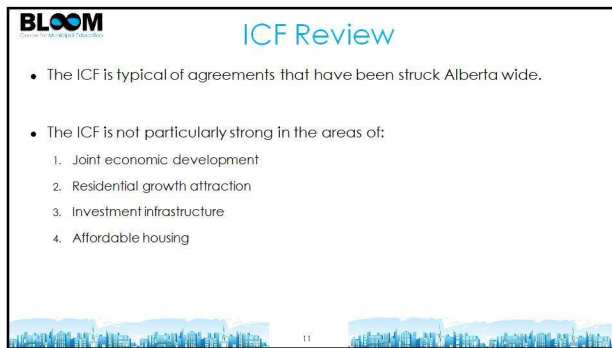 BLOOM
Centre for Municipal Education
ICF Review
• The ICF is typical of agreements that have been struck Alberta wide.
• The ICF is not particularly strong in the areas of:
1. Joint economic development
2. Residential growth attraction
3. Investment infrastructure
4. Affordable housing
11